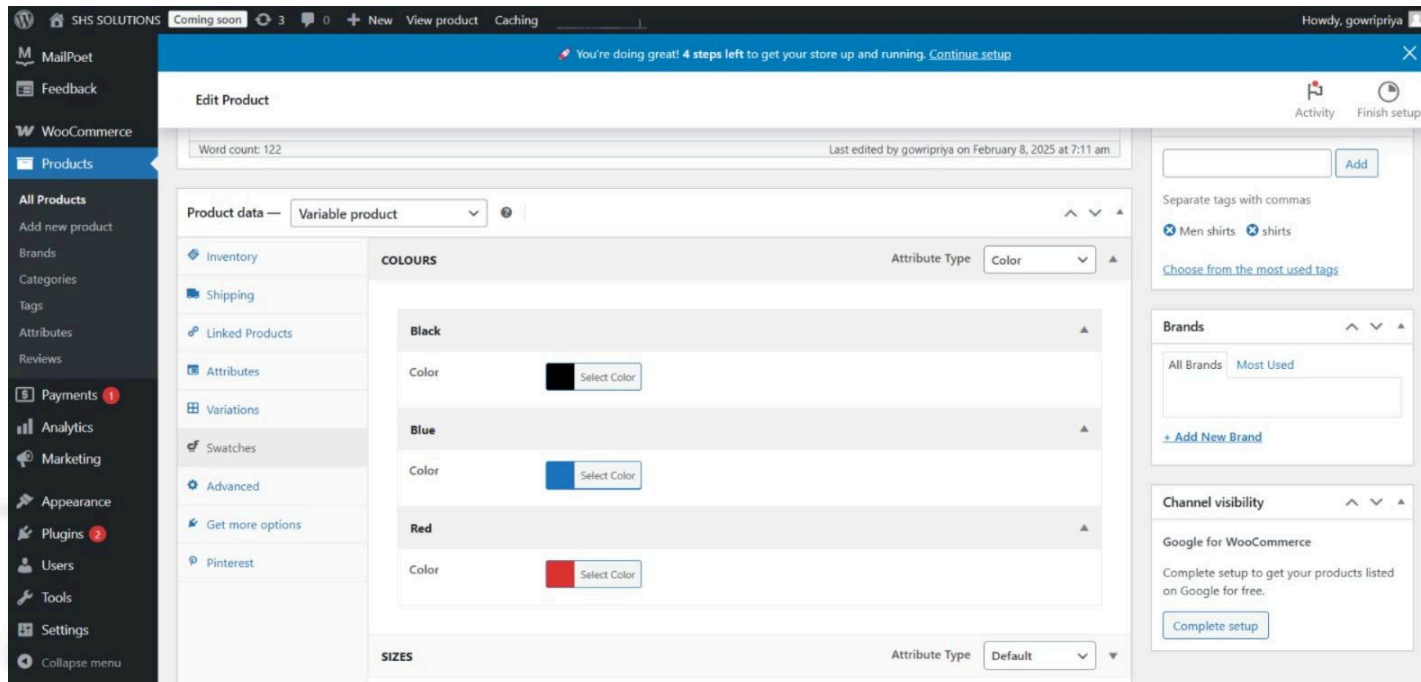 SHS SOLUTIONS Coming soon 3 0 New View product Caching Howdy, gowripriya
MailPoet
Feedback
WooCommerce
Products
All Products
Add new product
Brands
Categories
Tags
Attributes
Reviews
Payments 1
Analytics
Marketing
Appearance
Plugins 2
Users
Tools
Settings
Collapse menu
🚀 You're doing great! 4 steps left to get your store up and running. Continue setup
Edit Product
Activity
Finish setup
Word count: 122 Last edited by gowripriya on February 8, 2025 at 7:11 am
Product data — Variable product
Inventory
Shipping
Linked Products
Attributes
Variations
Swatches
Advanced
Get more options
Pinterest
COLOURS Attribute Type Color
Black
Color Select Color
Blue
Color Select Color
Red
Color Select Color
SIZES Attribute Type Default
Add
Separate tags with commas
Men shirts shirts
Choose from the most used tags
Brands
All Brands Most Used
+ Add New Brand
Channel visibility
Google for WooCommerce
Complete setup to get your products listed
on Google for free.
Complete setup